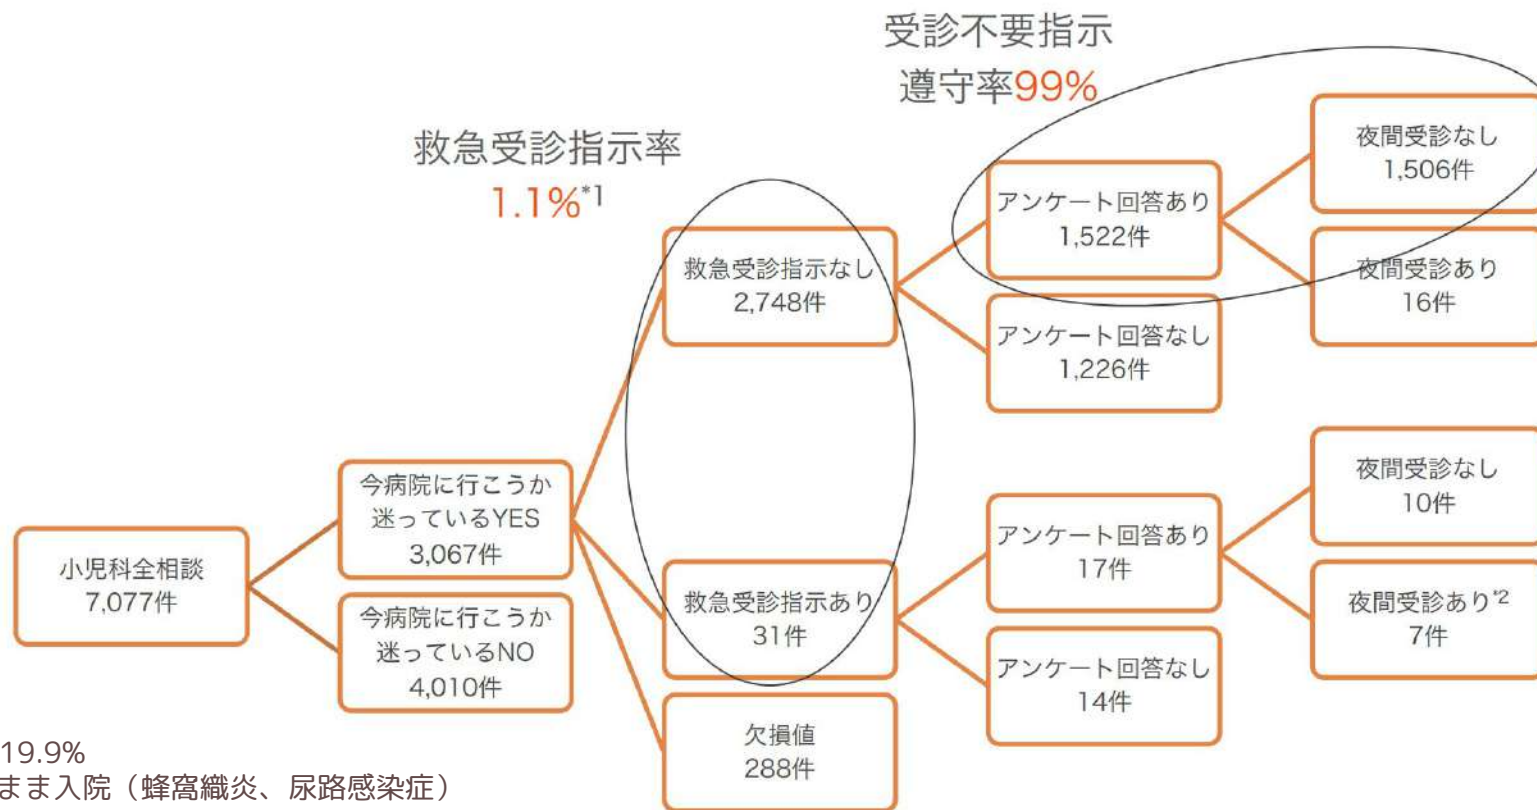 受診不要指示
遵守率99%
救急受診指示率
1.1%*1
小児科全相談
7,077件
今病院に行こうか
迷っているYES
3,067件
今病院に行こうか
迷っているNO
4,010件
救急受診指示なし
2,748件
救急受診指示あり
31件
欠損値
288件
アンケート回答あり
1,522件
アンケート回答なし
1,226件
アンケート回答あり
17件
アンケート回答なし
14件
夜間受診なし
1,506件
夜間受診あり
16件
夜間受診なし
10件
夜間受診あり*2
7件
19.9%
まま入院（蜂窩織炎、尿路感染症）